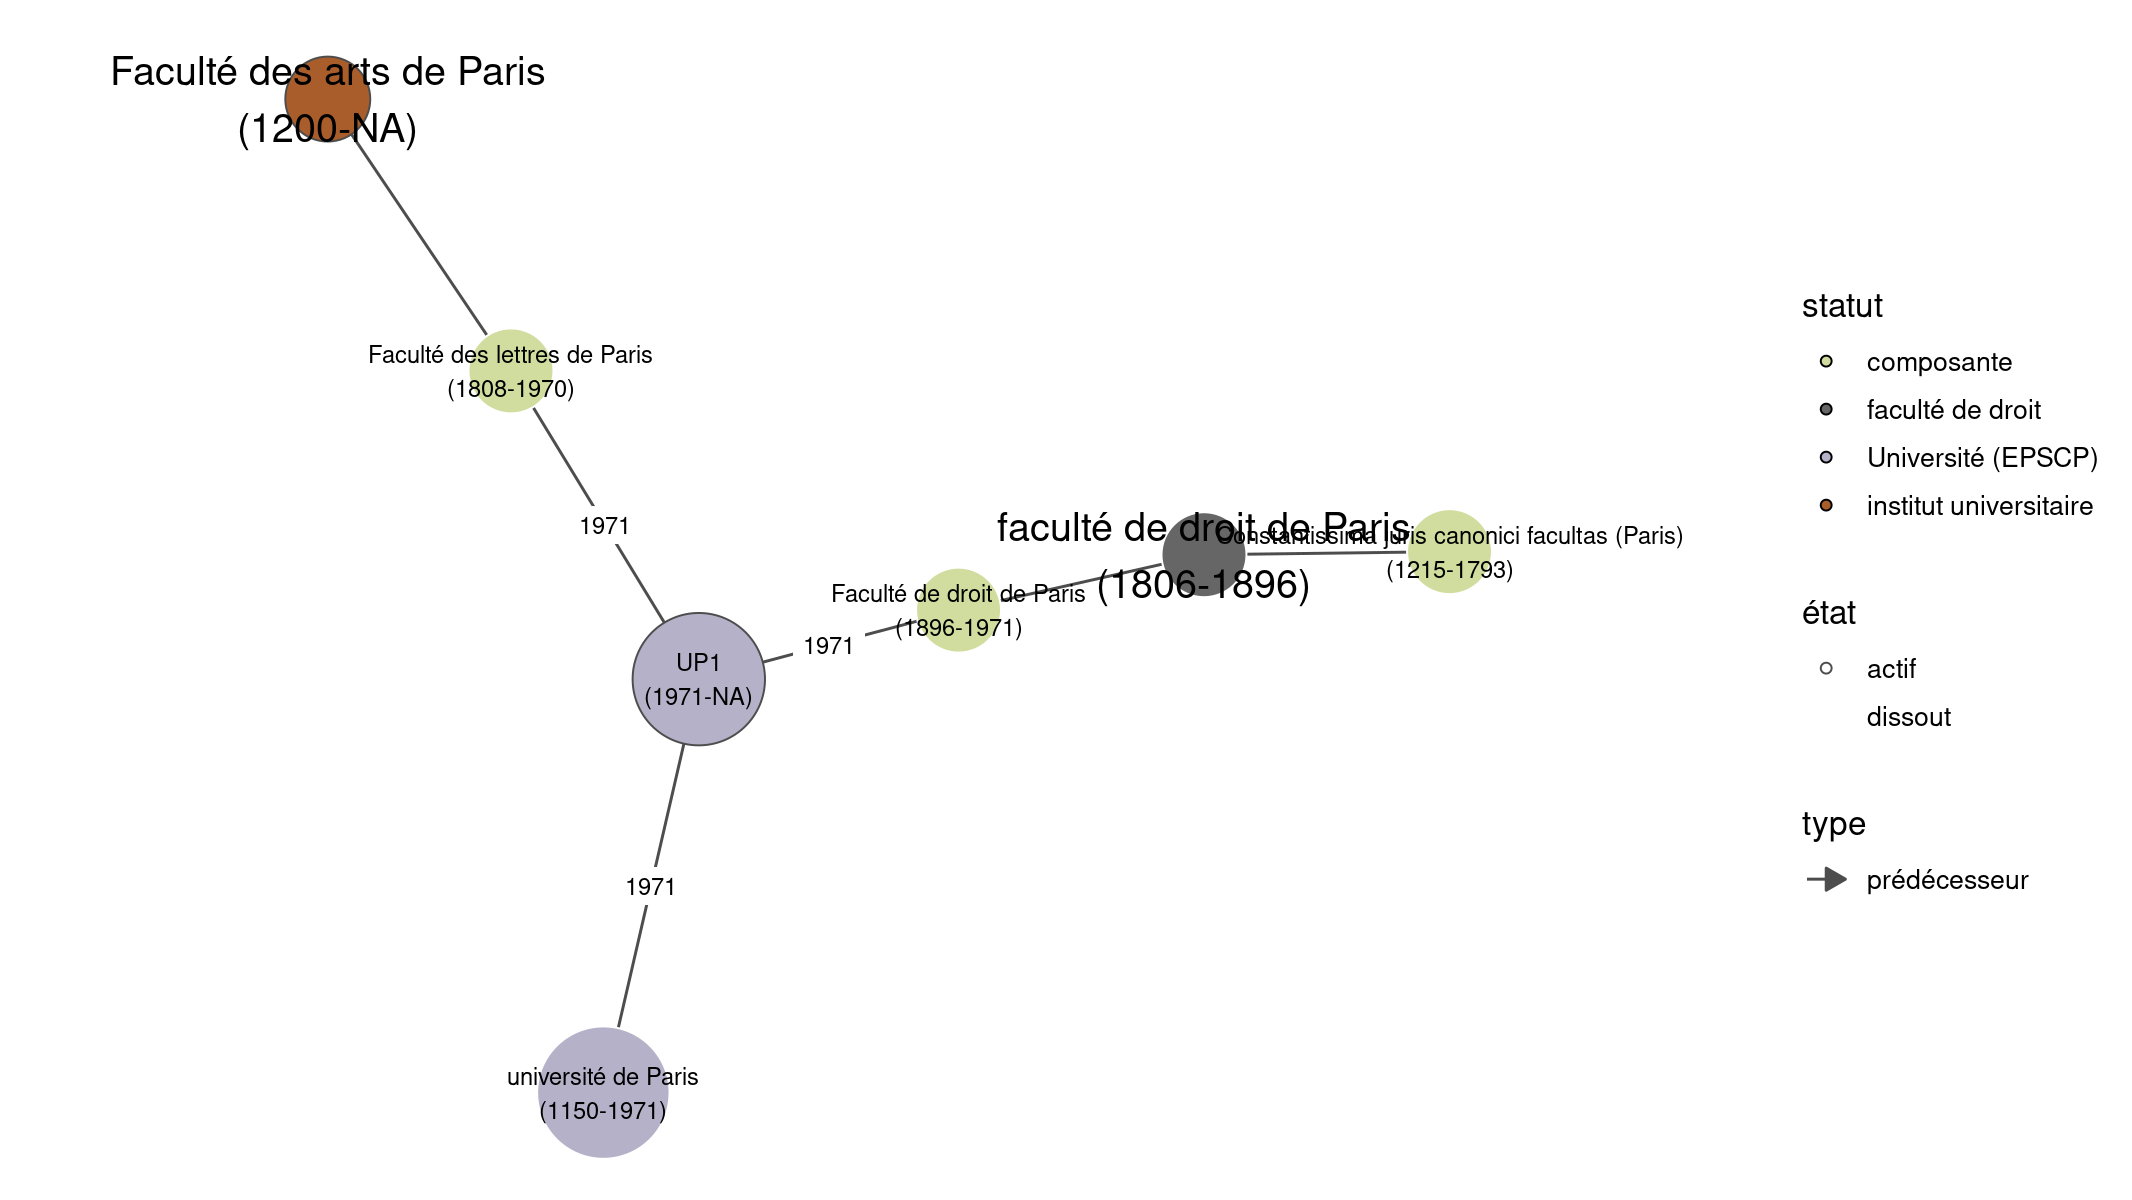 Faculté des arts de Paris
(1200-NA)
Faculté des lettres de Paris
(1808-1970)
1971
faculté de droit de Paris
(1806-1896)
Constantissima juris canonici facultas (Paris)
(1215-1793)
Faculté de droit de Paris
(1896-1971)
1971
UP1
(1971-NA)
1971
université de Paris
(1150-1971)
statut
composante
faculté de droit
Université (EPSCP)
institut universitaire
état
actif
dissout
type
prédécesseur